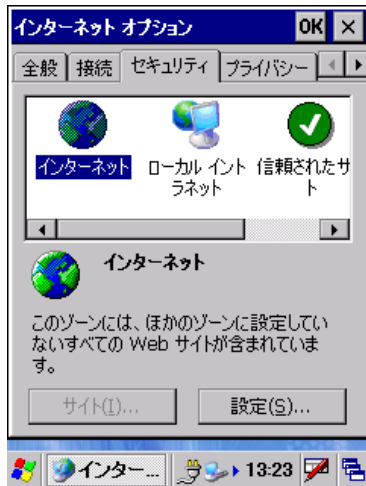 インターネット オプション OK ×
全般 接続 セキュリティ プライバシー
インターネット ローカル イント 信頼されたサ
ラネット ト
インターネット
このゾーンには、ほかのゾーンに設定してい
ないすべての Web サイトが含まれていま
す。
サイト(I)... 設定(S)...
インター... 13:23